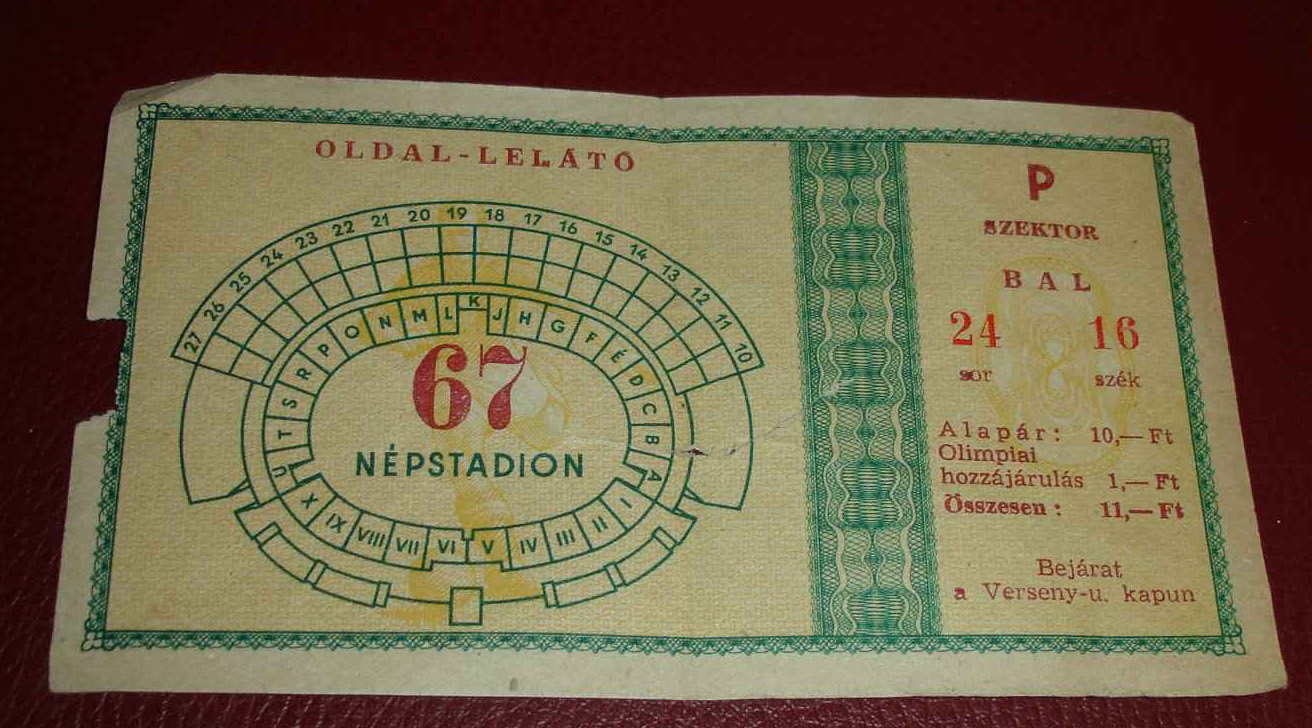 OLDAL-LELÁTÓ
27 26 25 24 23 22 21 20 19 18 17 16 15 14 13 12 11 10
U T S R P O N M L K J H G F É D C B A
67
NÉPSTADION
X IX VIII VII VI V IV III II I
P
SZEKTOR
BAL
24 16
sor szék
Alapár: 10,— Ft
Olimpiai
hozzájárulás 1,— Ft
Összesen: 11,— Ft
Bejárat
a Verseny-u. kapun